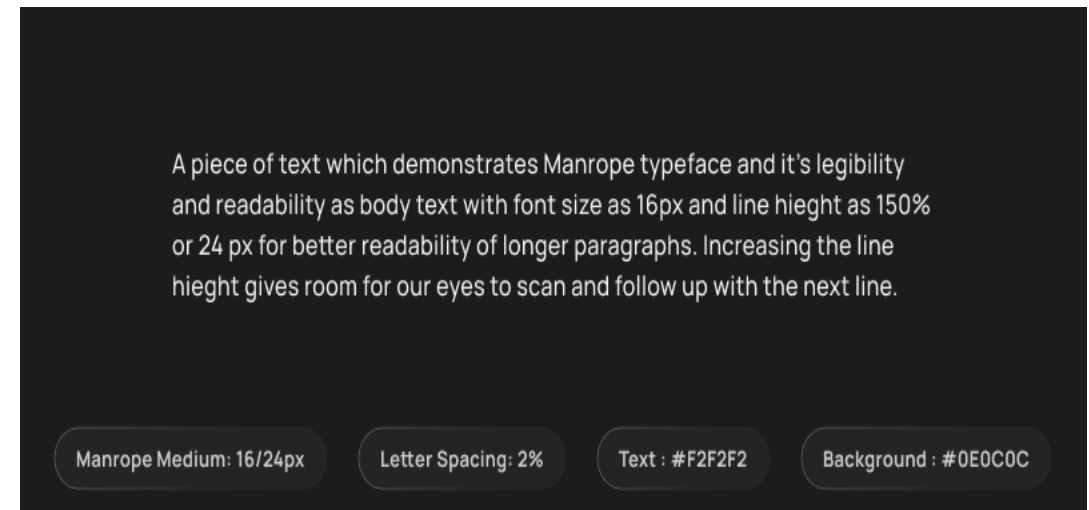 A piece of text which demonstrates Manrope typeface and it's legibility
and readability as body text with font size as 16px and line hieght as 150%
or 24 px for better readability of longer paragraphs. Increasing the line
hieght gives room for our eyes to scan and follow up with the next line.
Manrope Medium: 16/24px
Letter Spacing: 2%
Text : #F2F2F2
Background : #0E0C0C